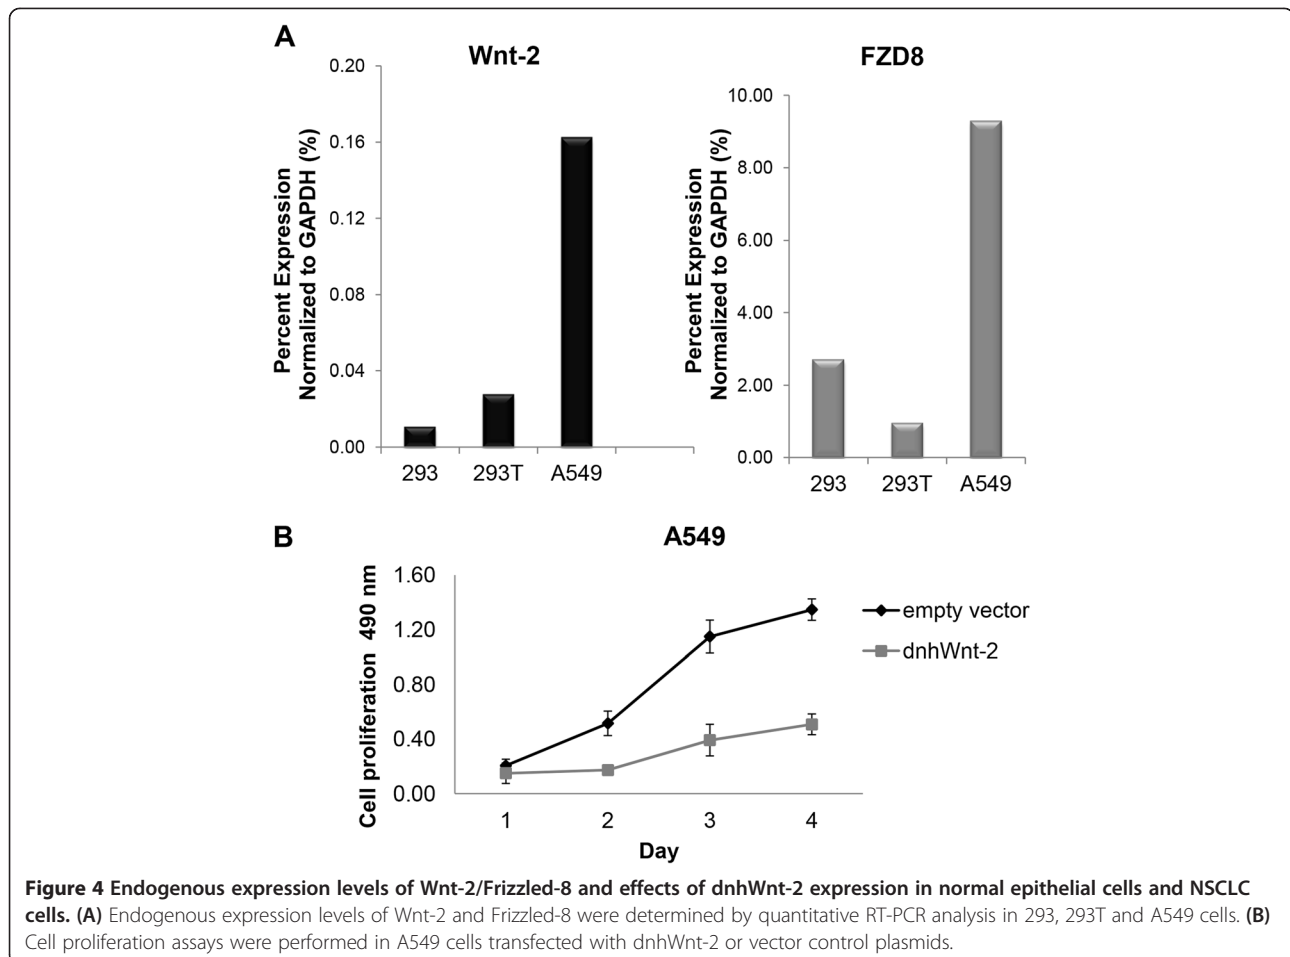 A
Wnt-2
Percent Expression
Normalized to GAPDH (%)
0.20
0.16
0.12
0.08
0.04
0.00
293
293T
A549
FZD8
Percent Expression
Normalized to GAPDH (%)
10.00
8.00
6.00
4.00
2.00
0.00
293
293T
A549
B
A549
Cell proliferation 490 nm
1.60
1.20
0.80
0.40
0.00
1
2
3
4
Day
empty vector
dnhWnt-2
Figure 4 Endogenous expression levels of Wnt-2/Frizzled-8 and effects of dnhWnt-2 expression in normal epithelial cells and NSCLC
cells. (A) Endogenous expression levels of Wnt-2 and Frizzled-8 were determined by quantitative RT-PCR analysis in 293, 293T and A549 cells. (B)
Cell proliferation assays were performed in A549 cells transfected with dnhWnt-2 or vector control plasmids.